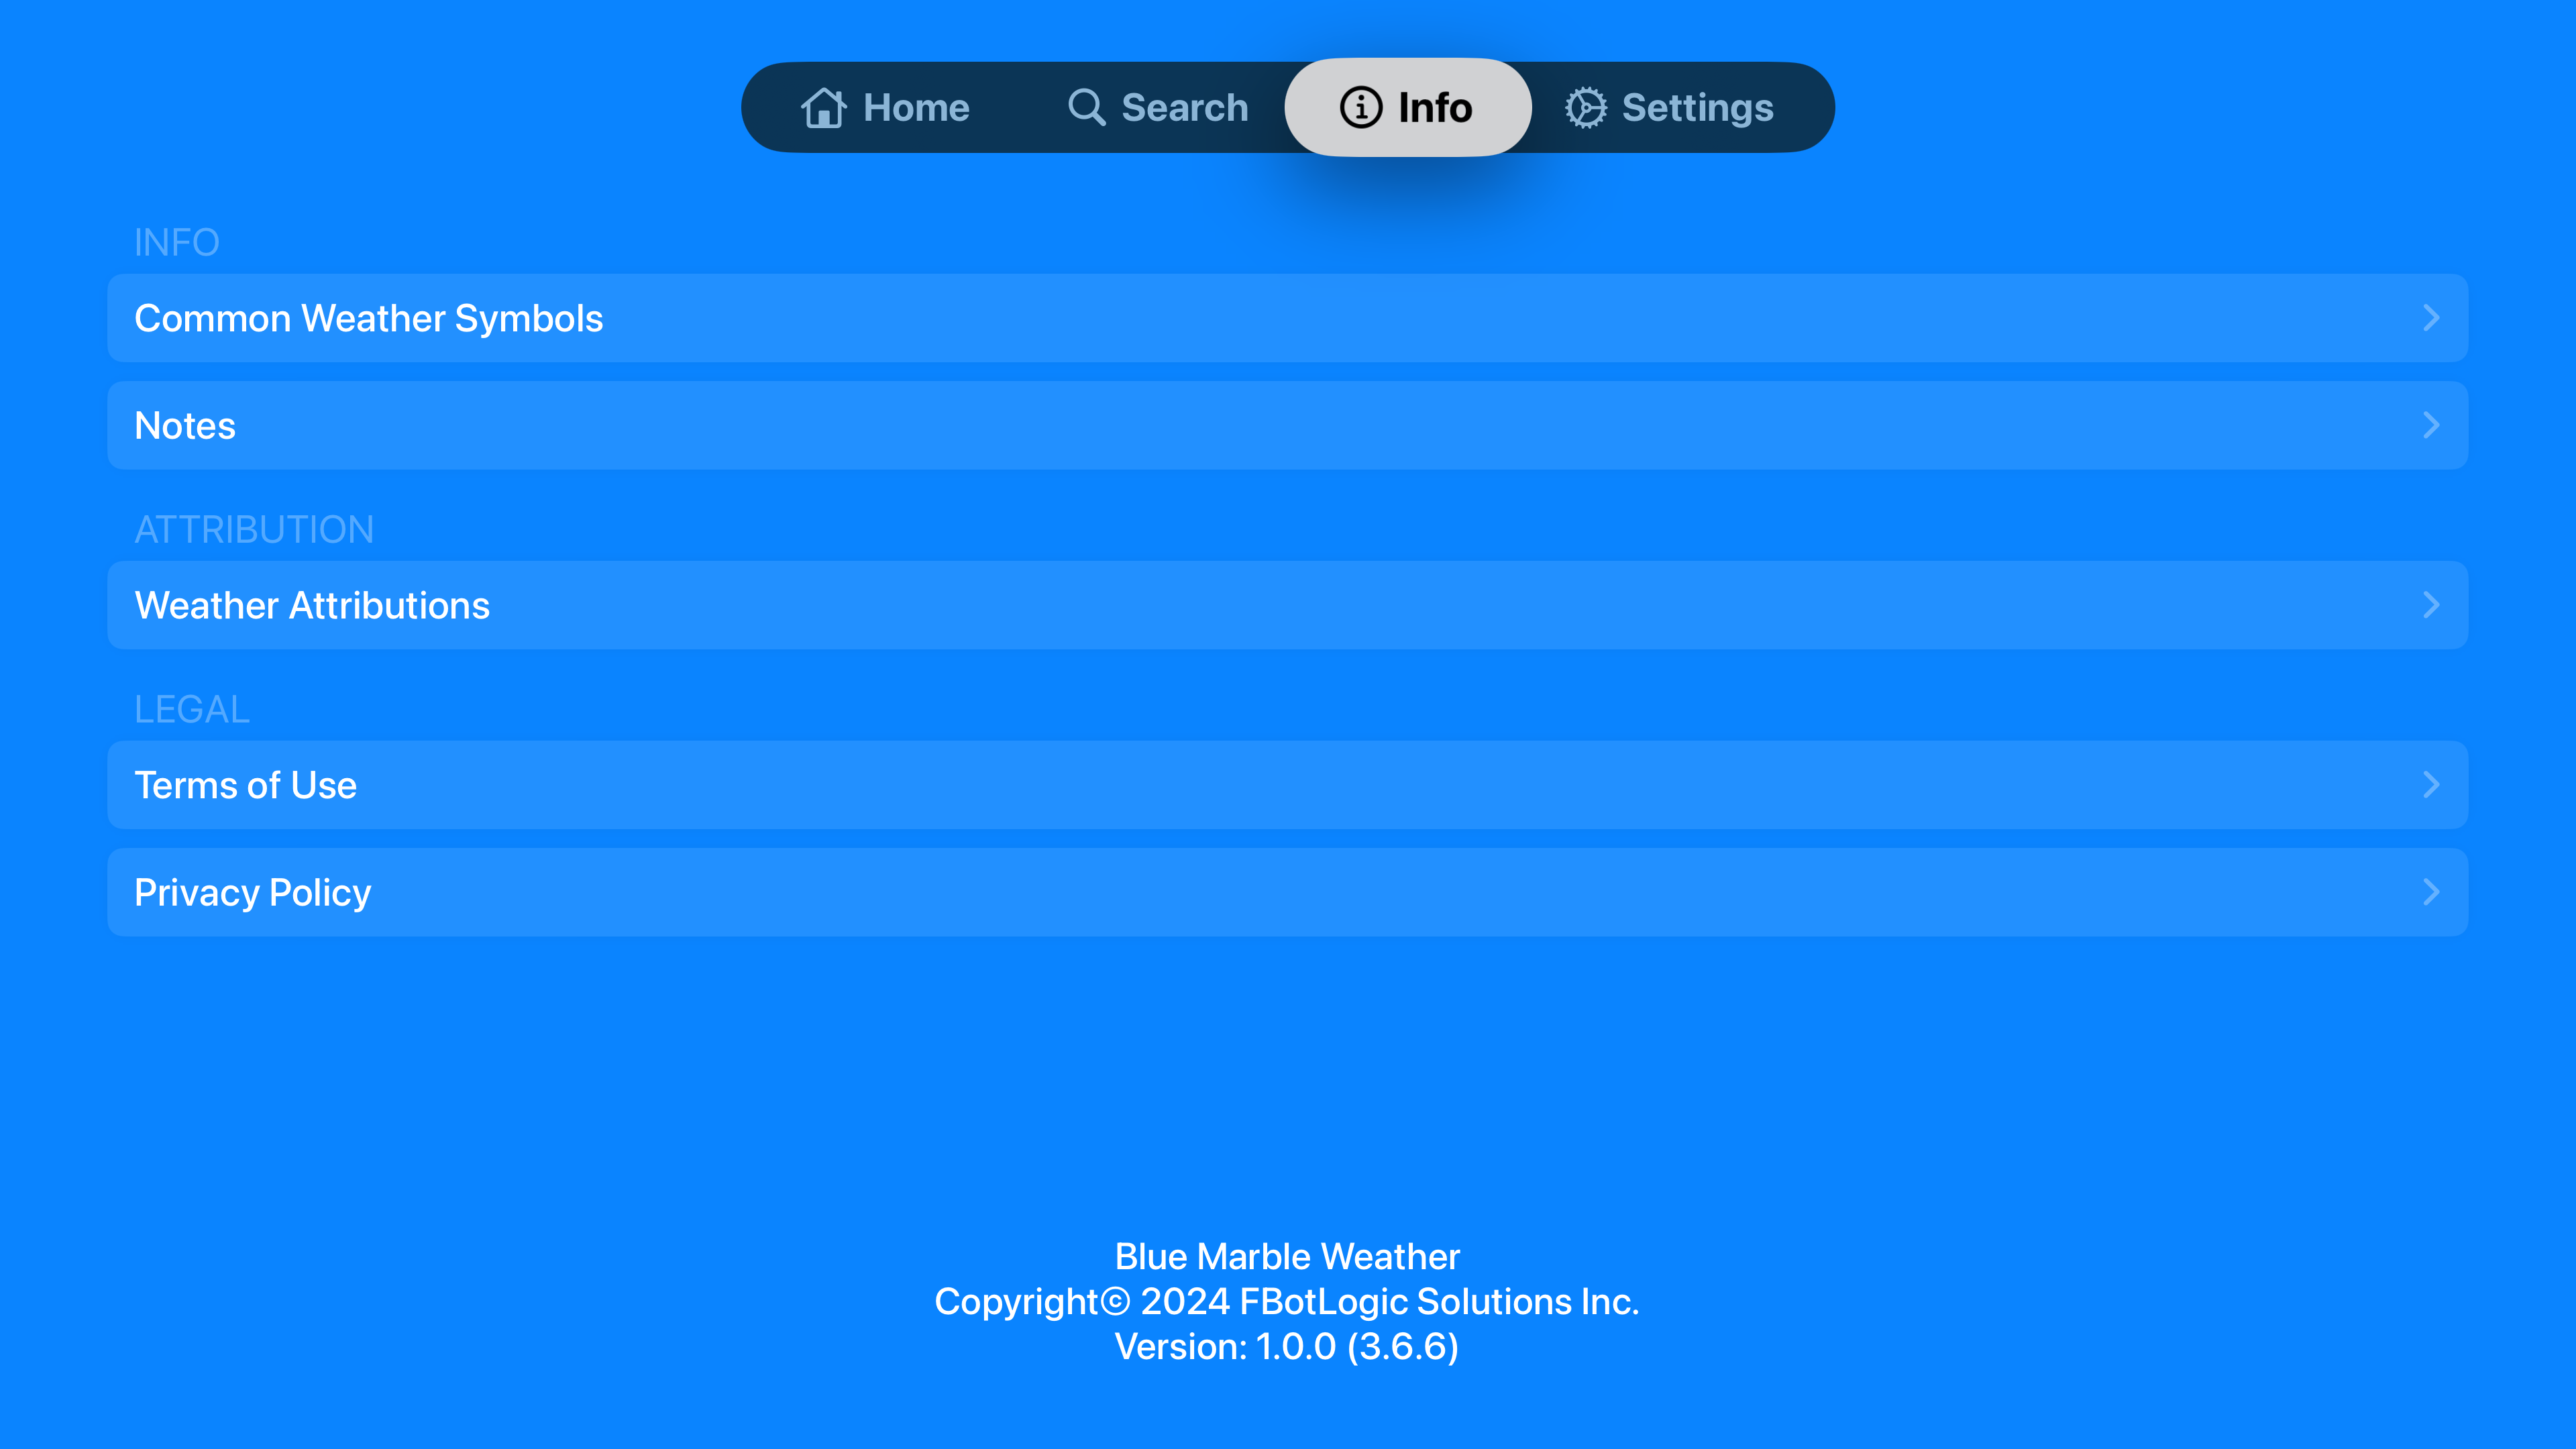 Home
Search
Info
Settings
INFO
Common Weather Symbols
Notes
ATTRIBUTION
Weather Attributions
LEGAL
Terms of Use
Privacy Policy
Blue Marble Weather
Copyright© 2024 FBotLogic Solutions Inc.
Version: 1.0.0 (3.6.6)